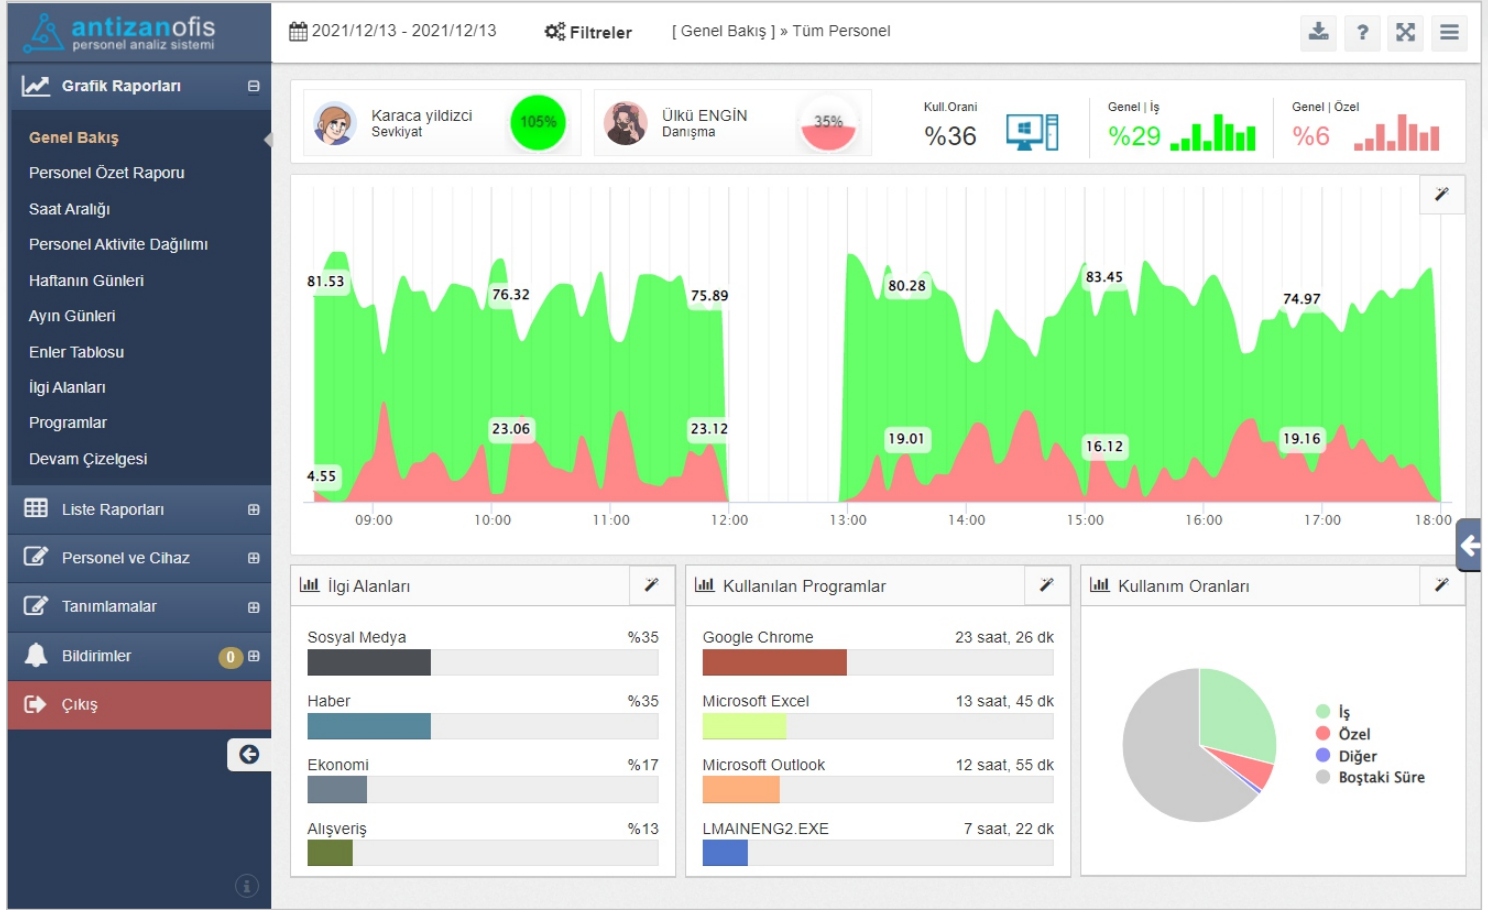 antizanofis
personel analiz sistemi
2021/12/13 - 2021/12/13
Filtreler
[ Genel Bakış ] » Tüm Personel
?
Grafik Raporları
Genel Bakış
Personel Özet Raporu
Saat Aralığı
Personel Aktivite Dağılımı
Haftanın Günleri
Ayın Günleri
Enler Tablosu
İlgi Alanları
Programlar
Devam Çizelgesi
Liste Raporları
Personel ve Cihaz
Tanımlamalar
Bildirimler 0
Çıkış
Karaca yildizci
Sevkiyat
105%
Ülkü ENGİN
Danışma
35%
Kull.Orani
%36
Genel | İş
%29
Genel | Özel
%6
81.53
76.32
75.89
80.28
83.45
74.97
4.55
23.06
23.12
19.01
16.12
19.16
09:00 10:00 11:00 12:00 13:00 14:00 15:00 16:00 17:00 18:00
İlgi Alanları
Sosyal Medya %35
Haber %35
Ekonomi %17
Alışveriş %13
Kullanılan Programlar
Google Chrome 23 saat, 26 dk
Microsoft Excel 13 saat, 45 dk
Microsoft Outlook 12 saat, 55 dk
LMAINENG2.EXE 7 saat, 22 dk
Kullanım Oranları
İş
Özel
Diğer
Boştaki Süre